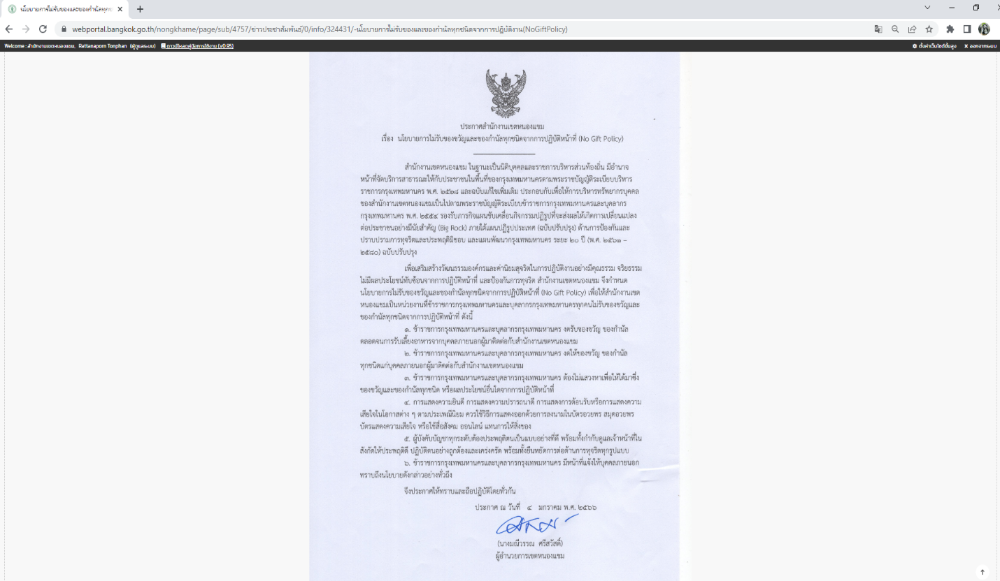 นโยบายการไม่รับของและของกำนัลทุกช
webportal.bangkok.go.th/nongkhame/page/sub/4757/ข่าวประชาสัมพันธ์/0/info/324431/-นโยบายการไม่รับของและของกำนัลทุกชนิดจากการปฏิบัติงาน(NoGiftPolicy)
Welcome : สำนักงานเขตหนองแขม, Rattanaporn Tonphan (ผู้ดูแลระบบ) ดาวน์โหลดคู่มือการใช้งาน (v0.95) ตั้งค่าเว็บไซต์ขั้นสูง x ออกจากระบบ
ประกาศสำนักงานเขตหนองแขม
เรื่อง นโยบายการไม่รับของขวัญและของกำนัลทุกชนิดจากการปฏิบัติหน้าที่ (No Gift Policy)
สำนักงานเขตหนองแขม ในฐานะเป็นนิติบุคคลและราชการบริหารส่วนท้องถิ่น มีอำนาจ
หน้าที่จัดบริการสาธารณะให้กับประชาชนในพื้นที่ของกรุงเทพมหานครตามพระราชบัญญัติระเบียบบริหาร
ราชการกรุงเทพมหานคร พ.ศ. ๒๕๒๘ และฉบับแก้ไขเพิ่มเติม ประกอบกับเพื่อให้การบริหารทรัพยากรบุคคล
ของสำนักงานเขตหนองแขมเป็นไปตามพระราชบัญญัติระเบียบข้าราชการกรุงเทพมหานครและบุคลากร
กรุงเทพมหานคร พ.ศ. ๒๕๕๔ รองรับภารกิจแผนขับเคลื่อนกิจกรรมปฏิรูปที่จะส่งผลให้เกิดการเปลี่ยนแปลง
ต่อประชาชนอย่างมีนัยสำคัญ (Big Rock) ภายใต้แผนปฏิรูปประเทศ (ฉบับปรับปรุง) ด้านการป้องกันและ
ปราบปรามการทุจริตและประพฤติมิชอบ และแผนพัฒนากรุงเทพมหานคร ระยะ ๒๐ ปี (พ.ศ. ๒๕๖๑ –
๒๕๘๐) ฉบับปรับปรุง
เพื่อเสริมสร้างวัฒนธรรมองค์กรและค่านิยมสุจริตในการปฏิบัติงานอย่างมีคุณธรรม จริยธรรม
ไม่มีผลประโยชน์ทับซ้อนจากการปฏิบัติหน้าที่ และป้องกันการทุจริต สำนักงานเขตหนองแขม จึงกำหนด
นโยบายการไม่รับของขวัญและของกำนัลทุกชนิดจากการปฏิบัติหน้าที่ (No Gift Policy) เพื่อให้สำนักงานเขต
หนองแขมเป็นหน่วยงานที่ข้าราชการกรุงเทพมหานครและบุคลากรกรุงเทพมหานครทุกคนไม่รับของขวัญและ
ของกำนัลทุกชนิดจากการปฏิบัติหน้าที่ ดังนี้
๑. ข้าราชการกรุงเทพมหานครและบุคลากรกรุงเทพมหานคร งดรับของขวัญ ของกำนัล
ตลอดจนการรับเลี้ยงอาหารจากบุคคลภายนอกผู้มาติดต่อกับสำนักงานเขตหนองแขม
๒. ข้าราชการกรุงเทพมหานครและบุคลากรกรุงเทพมหานคร งดให้ของขวัญ ของกำนัล
ทุกชนิดแก่บุคคลภายนอกผู้มาติดต่อกับสำนักงานเขตหนองแขม
๓. ข้าราชการกรุงเทพมหานครและบุคลากรกรุงเทพมหานคร ต้องไม่แสวงหาเพื่อให้ได้มาซึ่ง
ของขวัญและของกำนัลทุกชนิด หรือผลประโยชน์อื่นใดจากการปฏิบัติหน้าที่
๔. การแสดงความยินดี การแสดงความปรารถนาดี การแสดงการต้อนรับหรือการแสดงความ
เสียใจในโอกาสต่าง ๆ ตามประเพณีนิยม ควรใช้วิธีการแสดงออกด้วยการลงนามในบัตรอวยพร สมุดอวยพร
บัตรแสดงความเสียใจ หรือใช้สื่อสังคม ออนไลน์ แทนการให้สิ่งของ
๕. ผู้บังคับบัญชาทุกระดับต้องประพฤติตนเป็นแบบอย่างที่ดี พร้อมทั้งกำกับดูแลเจ้าหน้าที่ใน
สังกัดให้ประพฤติดี ปฏิบัติตนอย่างถูกต้องและเคร่งครัด พร้อมทั้งยืนหยัดการต่อต้านการทุจริตทุกรูปแบบ
๖. ข้าราชการกรุงเทพมหานครและบุคลากรกรุงเทพมหานคร มีหน้าที่แจ้งให้บุคคลภายนอก
ทราบถึงนโยบายดังกล่าวอย่างทั่วถึง
จึงประกาศให้ทราบและถือปฏิบัติโดยทั่วกัน
ประกาศ ณ วันที่ ๔ มกราคม พ.ศ. ๒๕๖๖
(นางมณีวรรณ ศรีสวัสดิ์)
ผู้อำนวยการเขตหนองแขม